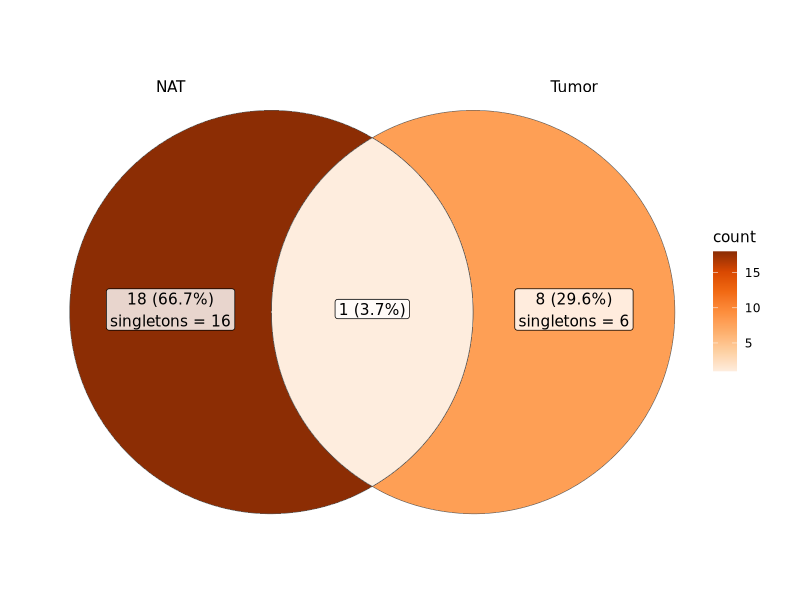 NAT
Tumor
18 (66.7%)
singletons = 16
1 (3.7%)
8 (29.6%)
singletons = 6
count
15
10
5